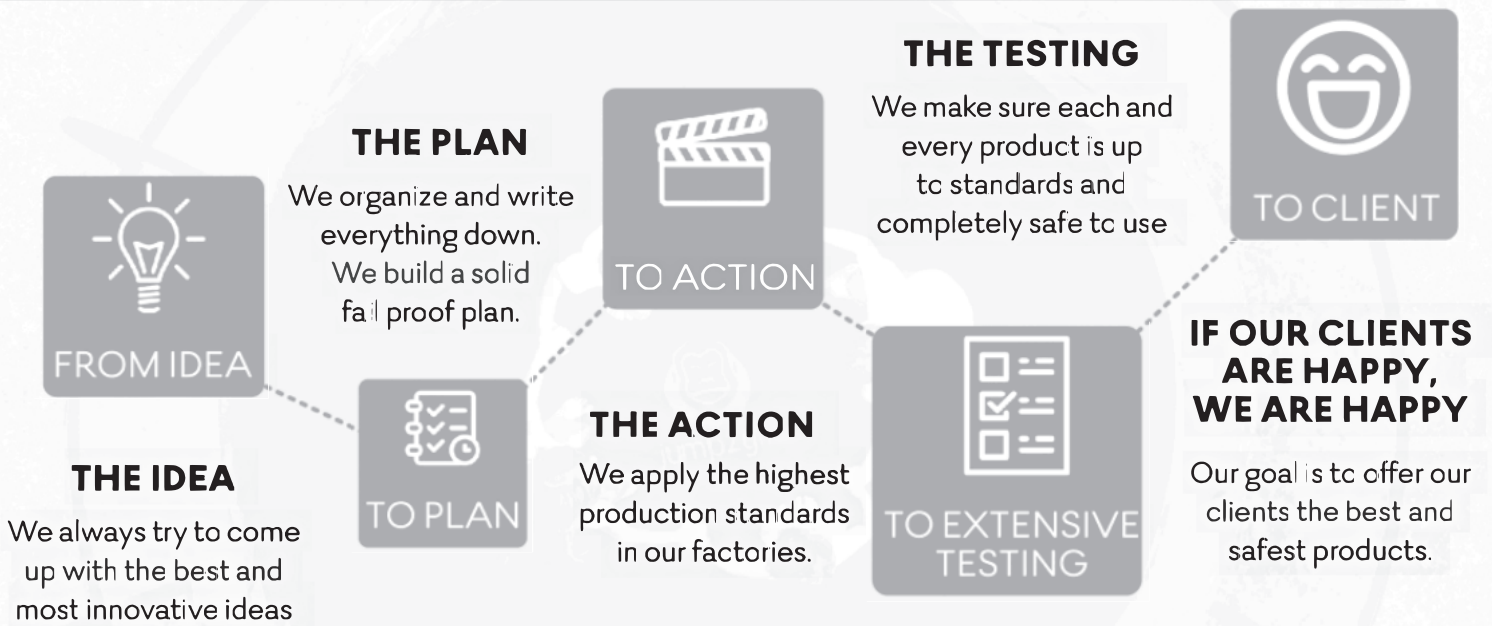 FROM IDEA
THE IDEA
We always try to come
up with the best and
most innovative ideas
THE PLAN
We organize and write
everything down.
We build a solid
fail proof plan.
TO PLAN
TO ACTION
THE ACTION
We apply the highest
production standards
in our factories.
THE TESTING
We make sure each and
every product is up
to standards and
completely safe to use
TO EXTENSIVE
TESTING
TO CLIENT
IF OUR CLIENTS
ARE HAPPY,
WE ARE HAPPY
Our goal is to offer our
clients the best and
safest products.